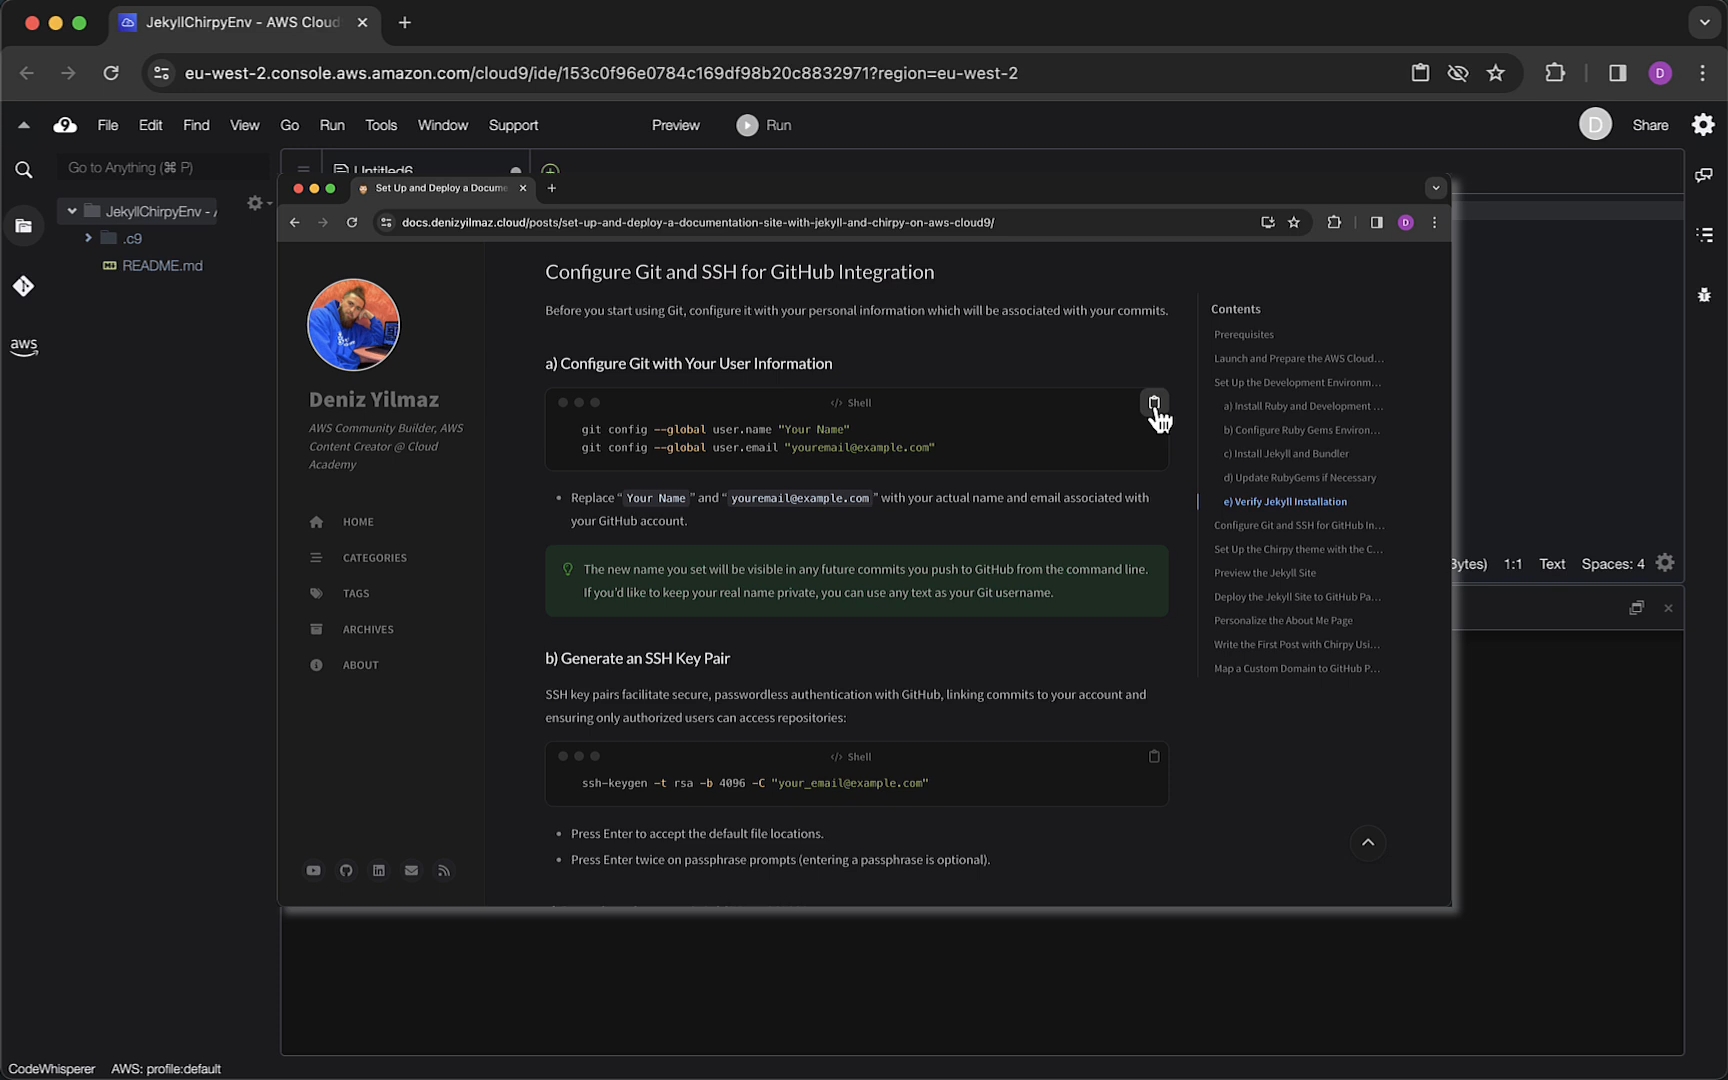 JekyllChirpyEnv - AWS Cloud
eu-west-2.console.aws.amazon.com/cloud9/ide/153c0f96e0784c169df98b20c8832971?region=eu-west-2
D
9 File Edit Find View Go Run Tools Window Support Preview Run
D Share
Go to Anything (⌘ P)
Untitled6
JekyllChirpyEnv - /
.c9
README.md
aws
Set Up and Deploy a Docume
docs.denizyilmaz.cloud/posts/set-up-and-deploy-a-documentation-site-with-jekyll-and-chirpy-on-aws-cloud9/
D
Deniz Yilmaz
AWS Community Builder, AWS
Content Creator @ Cloud
Academy
HOME
CATEGORIES
TAGS
ARCHIVES
ABOUT
Configure Git and SSH for GitHub Integration
Before you start using Git, configure it with your personal information which will be associated with your commits.
a) Configure Git with Your User Information
</> Shell
git config --global user.name "Your Name"
git config --global user.email "youremail@example.com"
• Replace “ Your Name ” and “ youremail@example.com ” with your actual name and email associated with
your GitHub account.
The new name you set will be visible in any future commits you push to GitHub from the command line.
If you'd like to keep your real name private, you can use any text as your Git username.
b) Generate an SSH Key Pair
SSH key pairs facilitate secure, passwordless authentication with GitHub, linking commits to your account and
ensuring only authorized users can access repositories:
</> Shell
ssh-keygen -t rsa -b 4096 -C "your_email@example.com"
• Press Enter to accept the default file locations.
• Press Enter twice on passphrase prompts (entering a passphrase is optional).
Contents
Prerequisites
Launch and Prepare the AWS Cloud...
Set Up the Development Environm...
a) Install Ruby and Development ...
b) Configure Ruby Gems Environ...
c) Install Jekyll and Bundler
d) Update RubyGems if Necessary
e) Verify Jekyll Installation
Configure Git and SSH for GitHub In...
Set Up the Chirpy theme with the C...
Preview the Jekyll Site
Deploy the Jekyll Site to GitHub Pa...
Personalize the About Me Page
Write the First Post with Chirpy Usi...
Map a Custom Domain to GitHub P...
Bytes) 1:1 Text Spaces: 4
CodeWhisperer AWS: profile:default